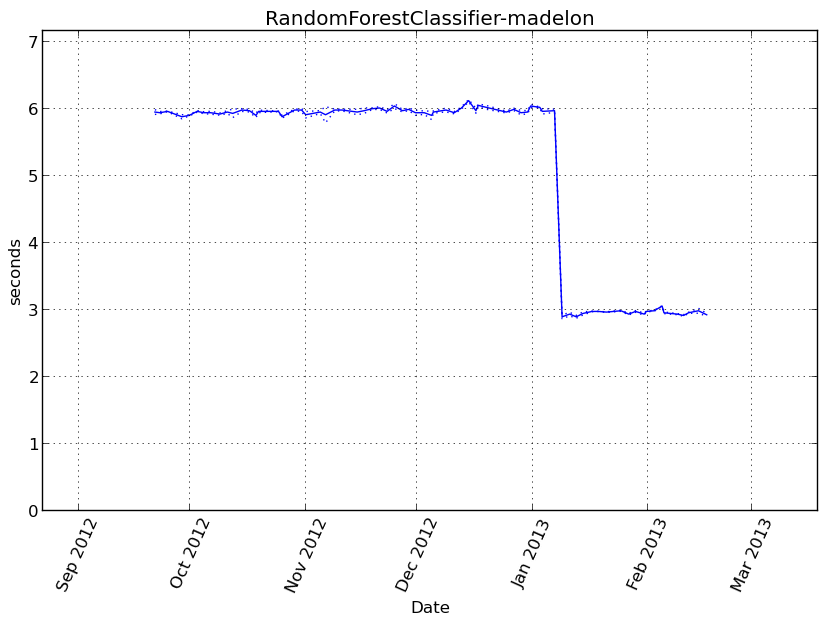 RandomForestClassifier-madelon
7
6
5
4
3
2
1
0
seconds
Sep 2012
Oct 2012
Nov 2012
Dec 2012
Jan 2013
Feb 2013
Mar 2013
Date